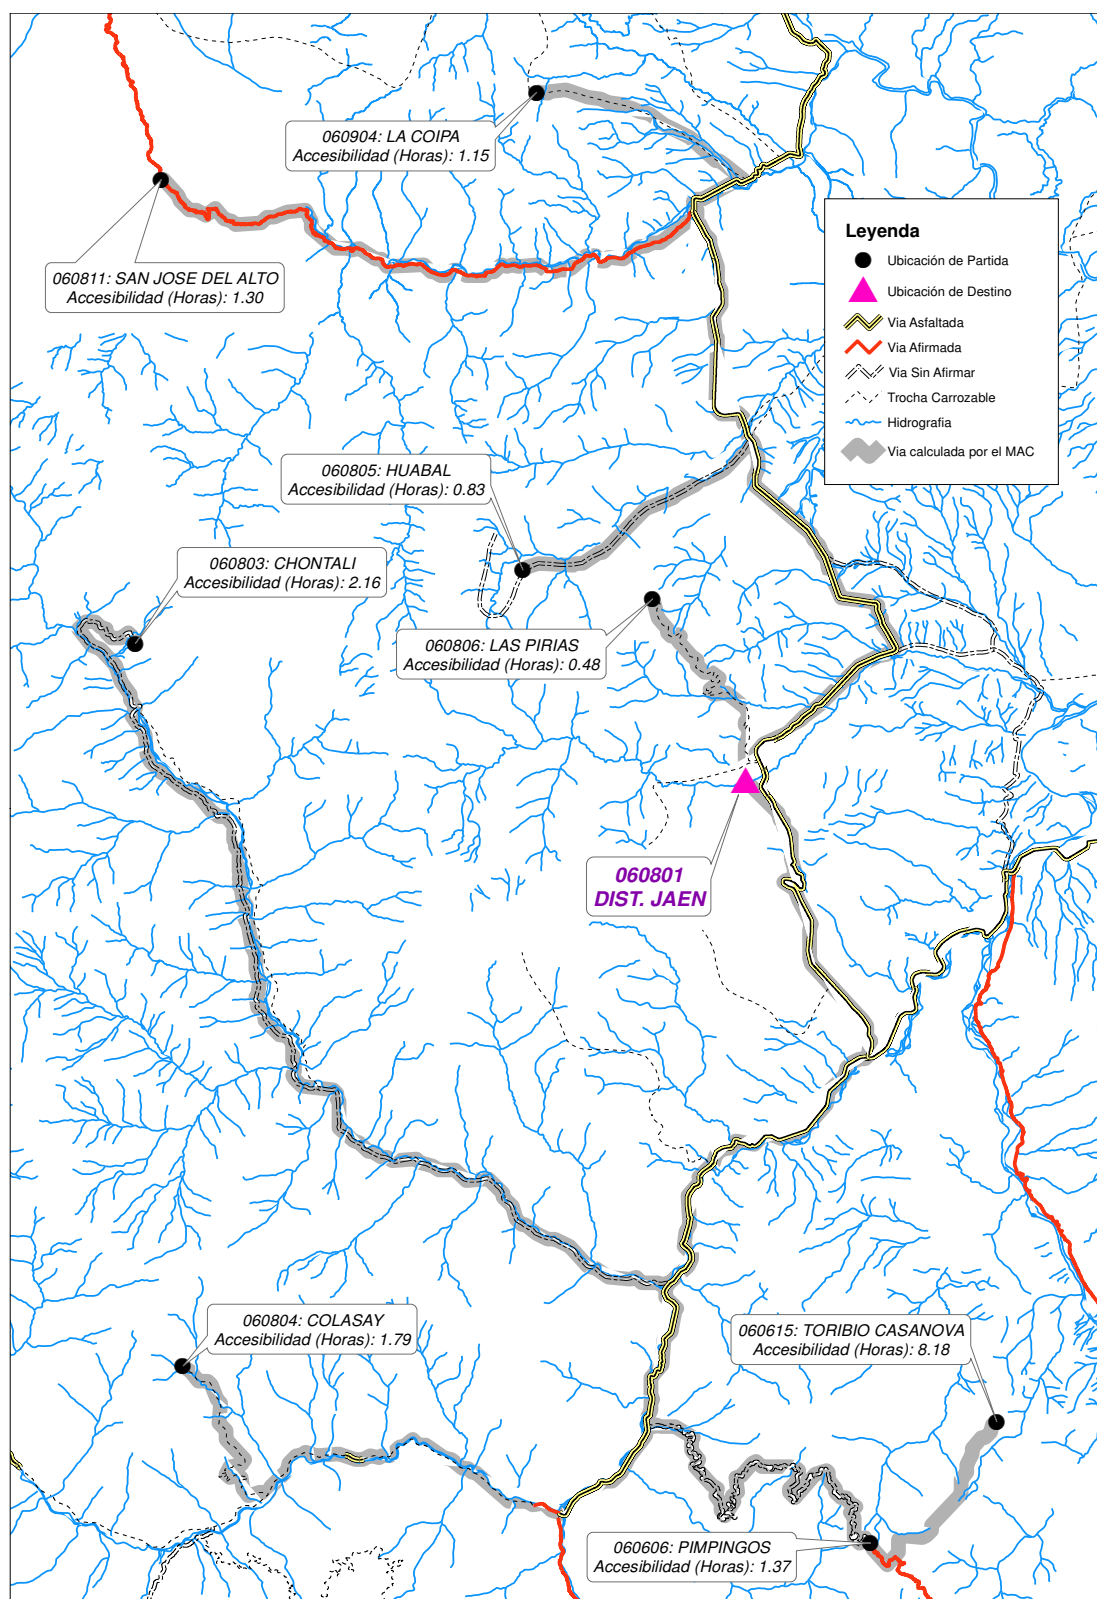 060904: LA COIPA
Accesibilidad (Horas): 1.15
060811: SAN JOSE DEL ALTO
Accesibilidad (Horas): 1.30
Leyenda
Ubicación de Partida
Ubicación de Destino
Via Asfaltada
Via Afirmada
Via Sin Afirmar
Trocha Carrozable
Hidrografia
Via calculada por el MAC
060805: HUABAL
Accesibilidad (Horas): 0.83
060803: CHONTALI
Accesibilidad (Horas): 2.16
060806: LAS PIRIAS
Accesibilidad (Horas): 0.48
060801
DIST. JAEN
060804: COLASAY
Accesibilidad (Horas): 1.79
060615: TORIBIO CASANOVA
Accesibilidad (Horas): 8.18
060606: PIMPINGOS
Accesibilidad (Horas): 1.37